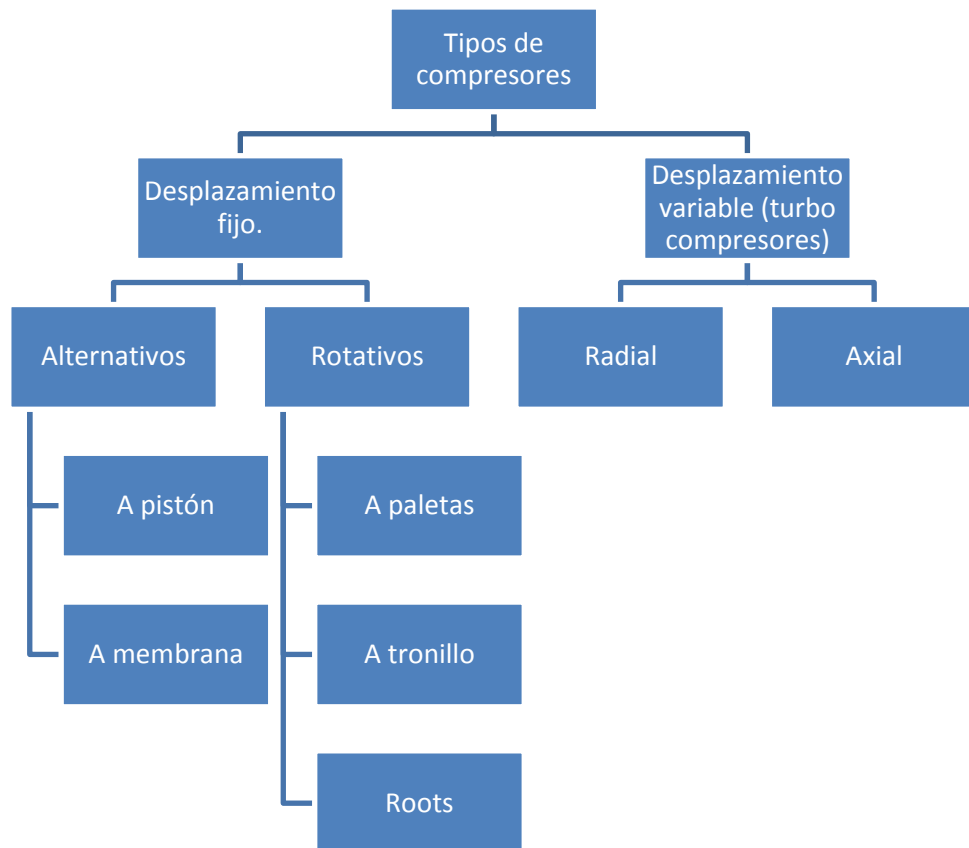 Tipos de
compresores
Desplazamiento
fijo.
Desplazamiento
variable (turbo
compresores)
Alternativos
Rotativos
Radial
Axial
A pistón
A paletas
A membrana
A tronillo
Roots